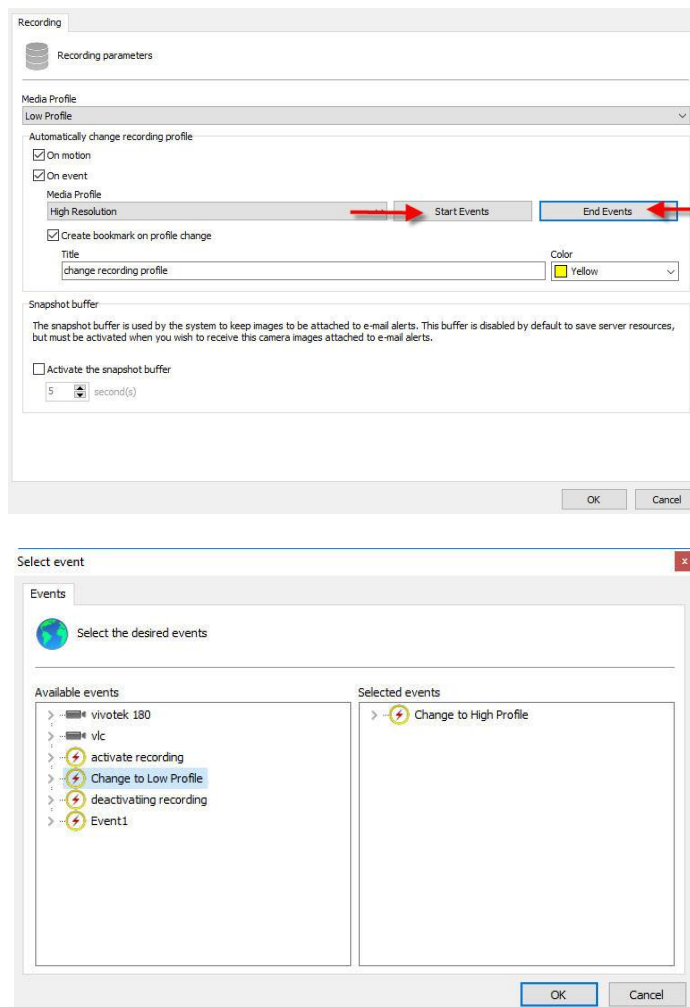 Recording
Recording parameters
Media Profile
Low Profile
Automatically change recording profile
On motion
On event
Media Profile
High Resolution
Start Events
End Events
Create bookmark on profile change
Title
Color
change recording profile
Yellow
Snapshot buffer
The snapshot buffer is used by the system to keep images to be attached to e-mail alerts. This buffer is disabled by default to save server resources,
but must be activated when you wish to receive this camera images attached to e-mail alerts.
Activate the snapshot buffer
5 second(s)
OK
Cancel
Select event
x
Events
Select the desired events
Available events
Selected events
vivotek 180
Change to High Profile
vlc
activate recording
Change to Low Profile
deactivatiing recording
Event1
OK
Cancel